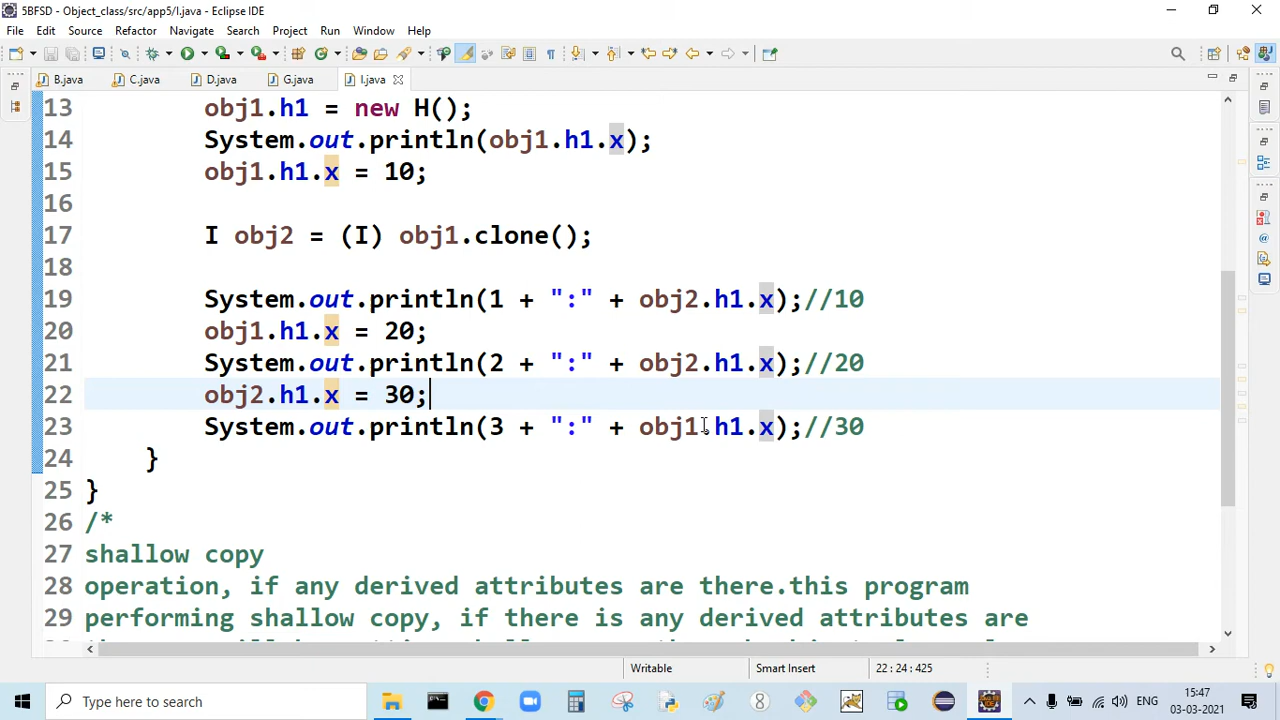 5BFSD - Object_class/src/app5/I.java - Eclipse IDE
File Edit Source Refactor Navigate Search Project Run Window Help
B.java C.java D.java G.java I.java
13 obj1.h1 = new H();
14 System.out.println(obj1.h1.x);
15 obj1.h1.x = 10;
16
17 I obj2 = (I) obj1.clone();
18
19 System.out.println(1 + ":" + obj2.h1.x);//10
20 obj1.h1.x = 20;
21 System.out.println(2 + ":" + obj2.h1.x);//20
22 obj2.h1.x = 30;
23 System.out.println(3 + ":" + obj1.h1.x);//30
24 }
25 }
26 /*
27 shallow copy
28 operation, if any derived attributes are there.this program
29 performing shallow copy, if there is any derived attributes are
Writable Smart Insert 22 : 24 : 425
Type here to search
ENG
5:47
03-03-2021